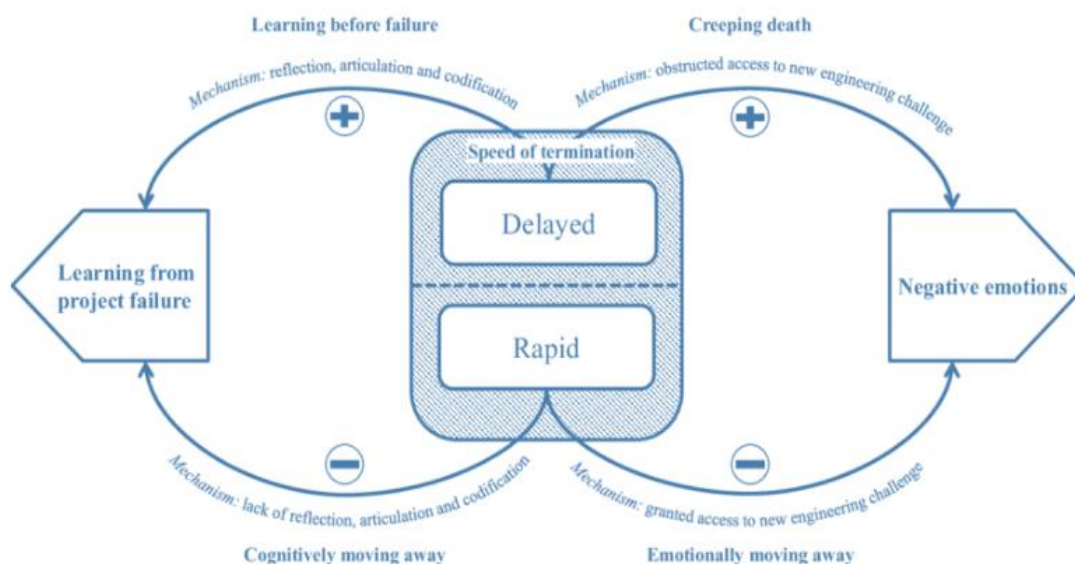 Learning before failure
Creeping death
Mechanism: reflection, articulation and codification
Mechanism: obstructed access to new engineering challenge
Speed of termination
Delayed
Learning from
project failure
Negative emotions
Rapid
Mechanism: lack of reflection, articulation and codification
Mechanism: granted access to new engineering challenge
Cognitively moving away
Emotionally moving away